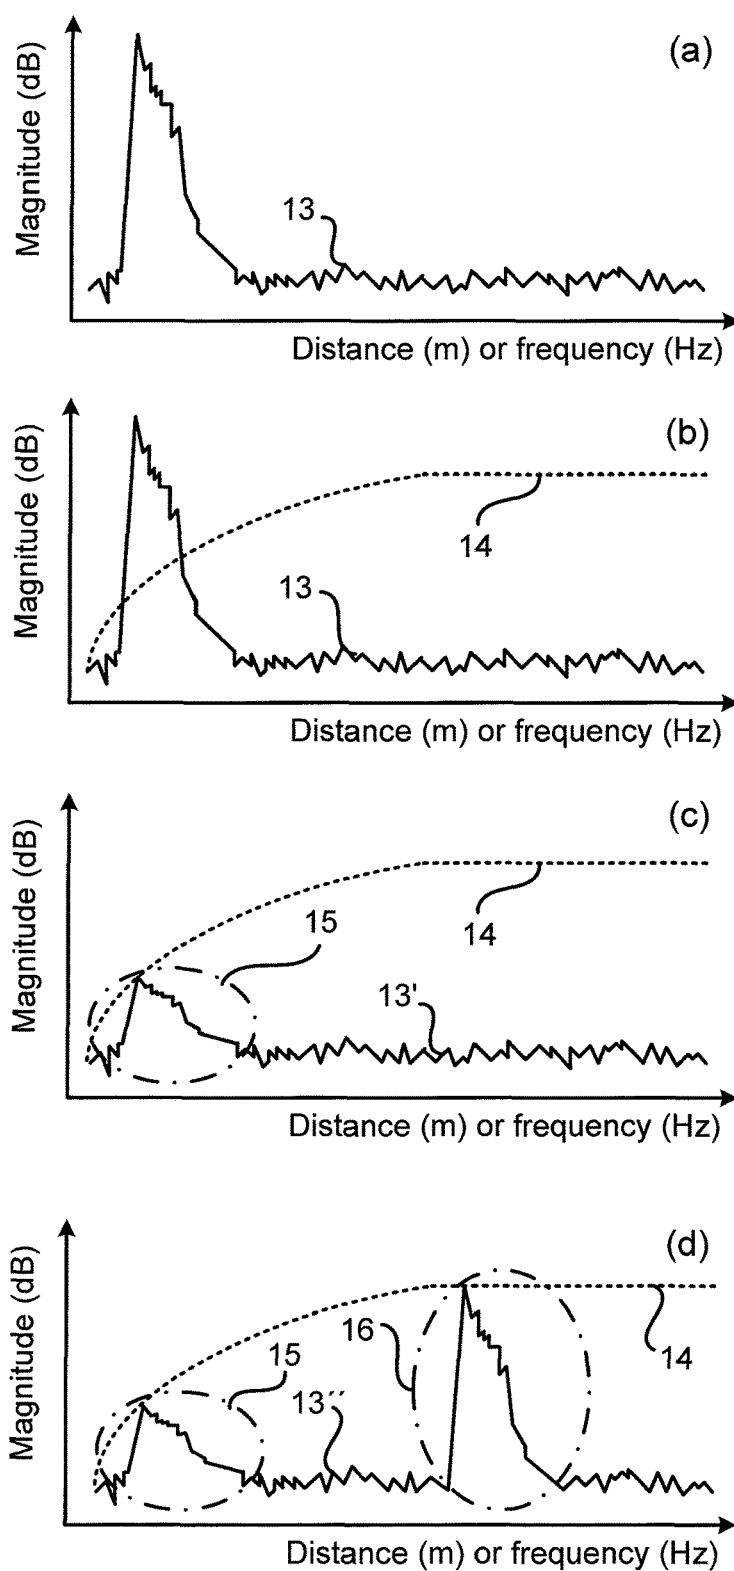 (a)
Magnitude (dB)
13
Distance (m) or frequency (Hz)
(b)
Magnitude (dB)
14
13
Distance (m) or frequency (Hz)
(c)
Magnitude (dB)
15
14
13'
Distance (m) or frequency (Hz)
(d)
Magnitude (dB)
16
15
14
13''
Distance (m) or frequency (Hz)